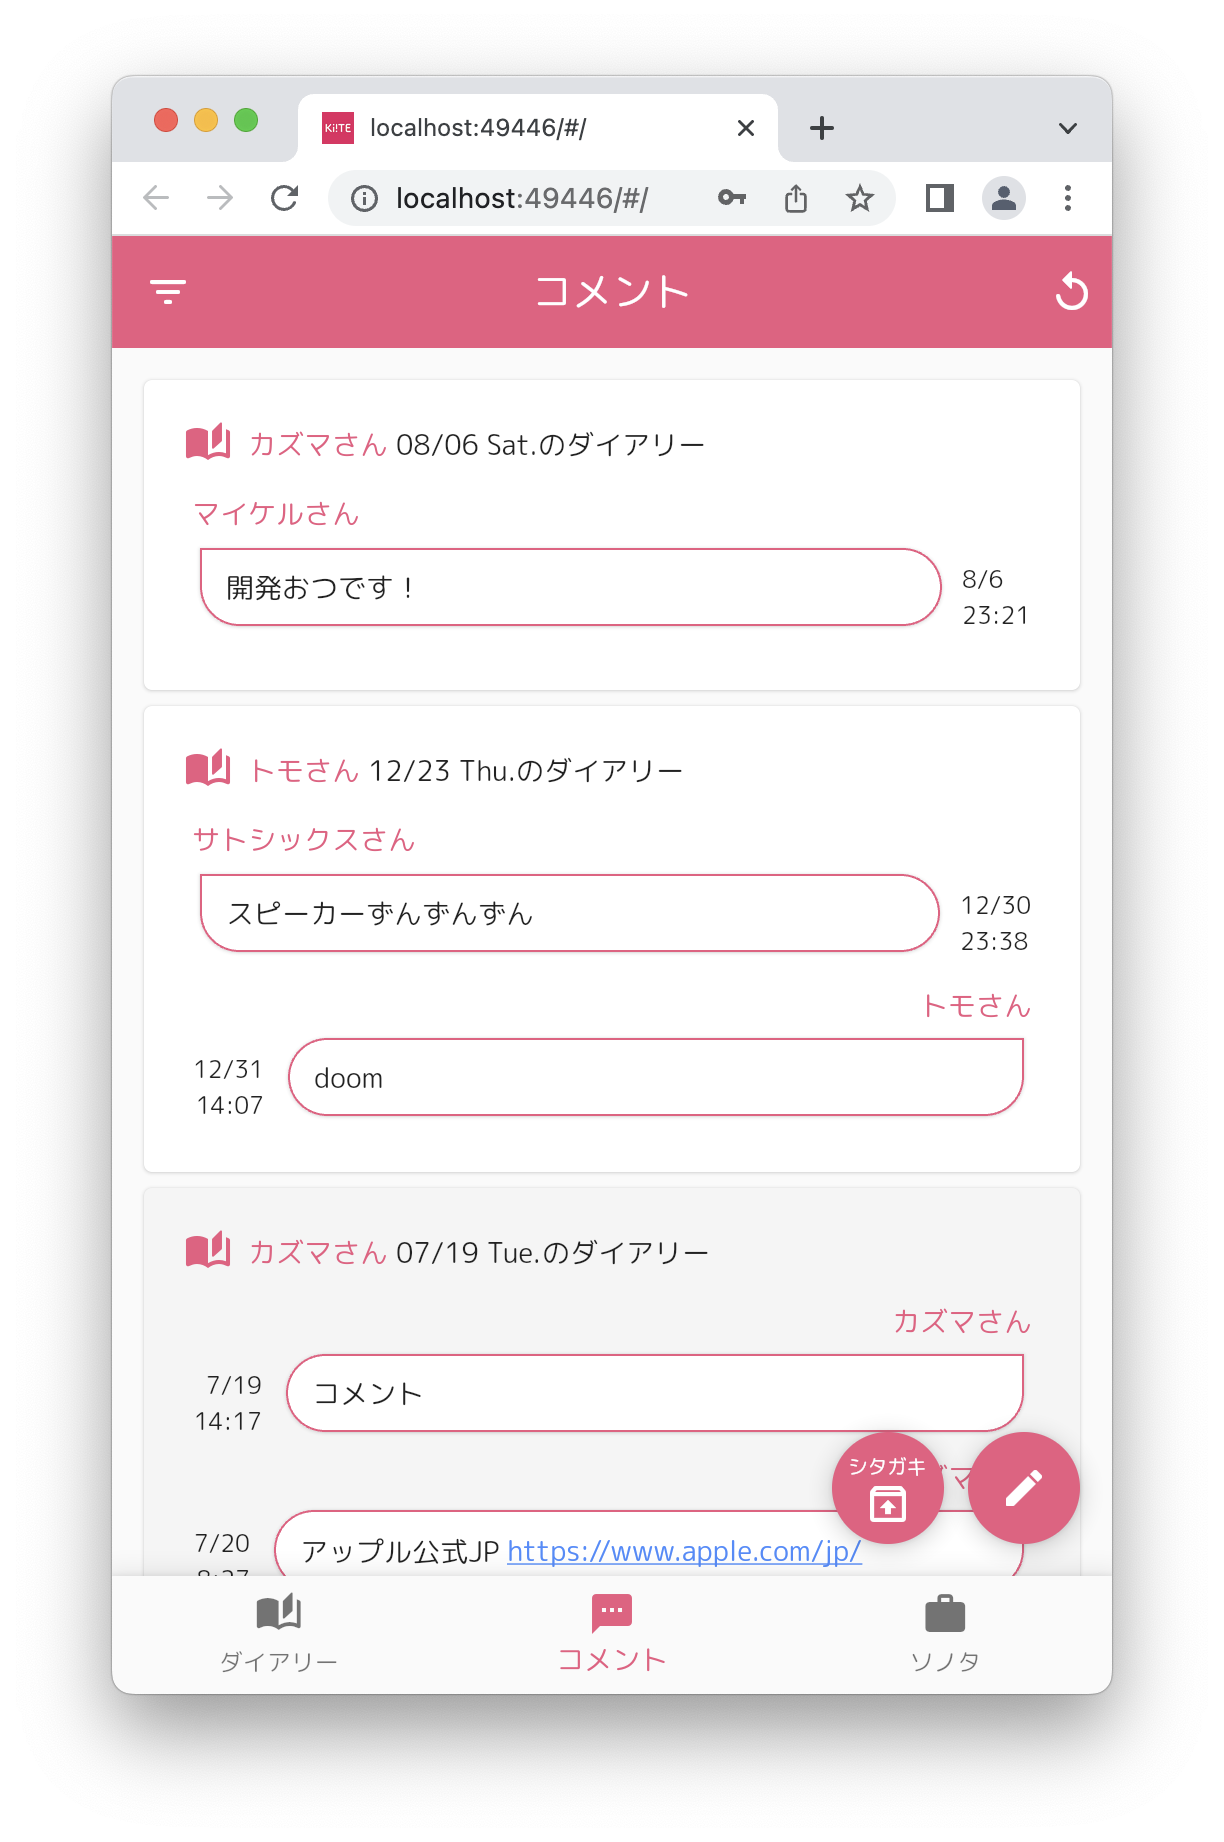 Ki!TE
localhost:49446/#/
localhost:49446/#/
コメント
カズマさん 08/06 Sat.のダイアリー
マイケルさん
開発おつです！
8/6
23:21
トモさん 12/23 Thu.のダイアリー
サトシックスさん
スピーカーずんずんずん
12/30
23:38
トモさん
12/31
14:07
doom
カズマさん 07/19 Tue.のダイアリー
カズマさん
7/19
14:17
コメント
シタガキ
7/20
アップル公式JP https://www.apple.com/jp/
ダイアリー
コメント
ソノタ